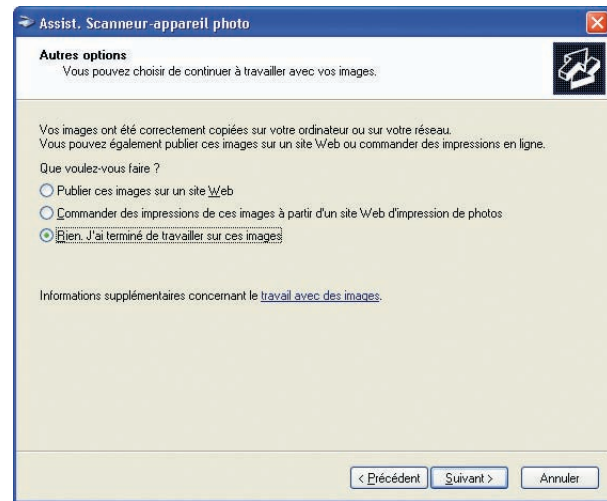 Assist. Scanneur-appareil photo
Autres options
Vous pouvez choisir de continuer à travailler avec vos images.
Vos images ont été correctement copiées sur votre ordinateur ou sur votre réseau.
Vous pouvez également publier ces images sur un site Web ou commander des impressions en ligne.
Que voulez-vous faire ?
Publier ces images sur un site Web
Commander des impressions de ces images à partir d'un site Web d'impression de photos
Rien. J'ai terminé de travailler sur ces images
Informations supplémentaires concernant le travail avec des images.
< Précédent Suivant > Annuler